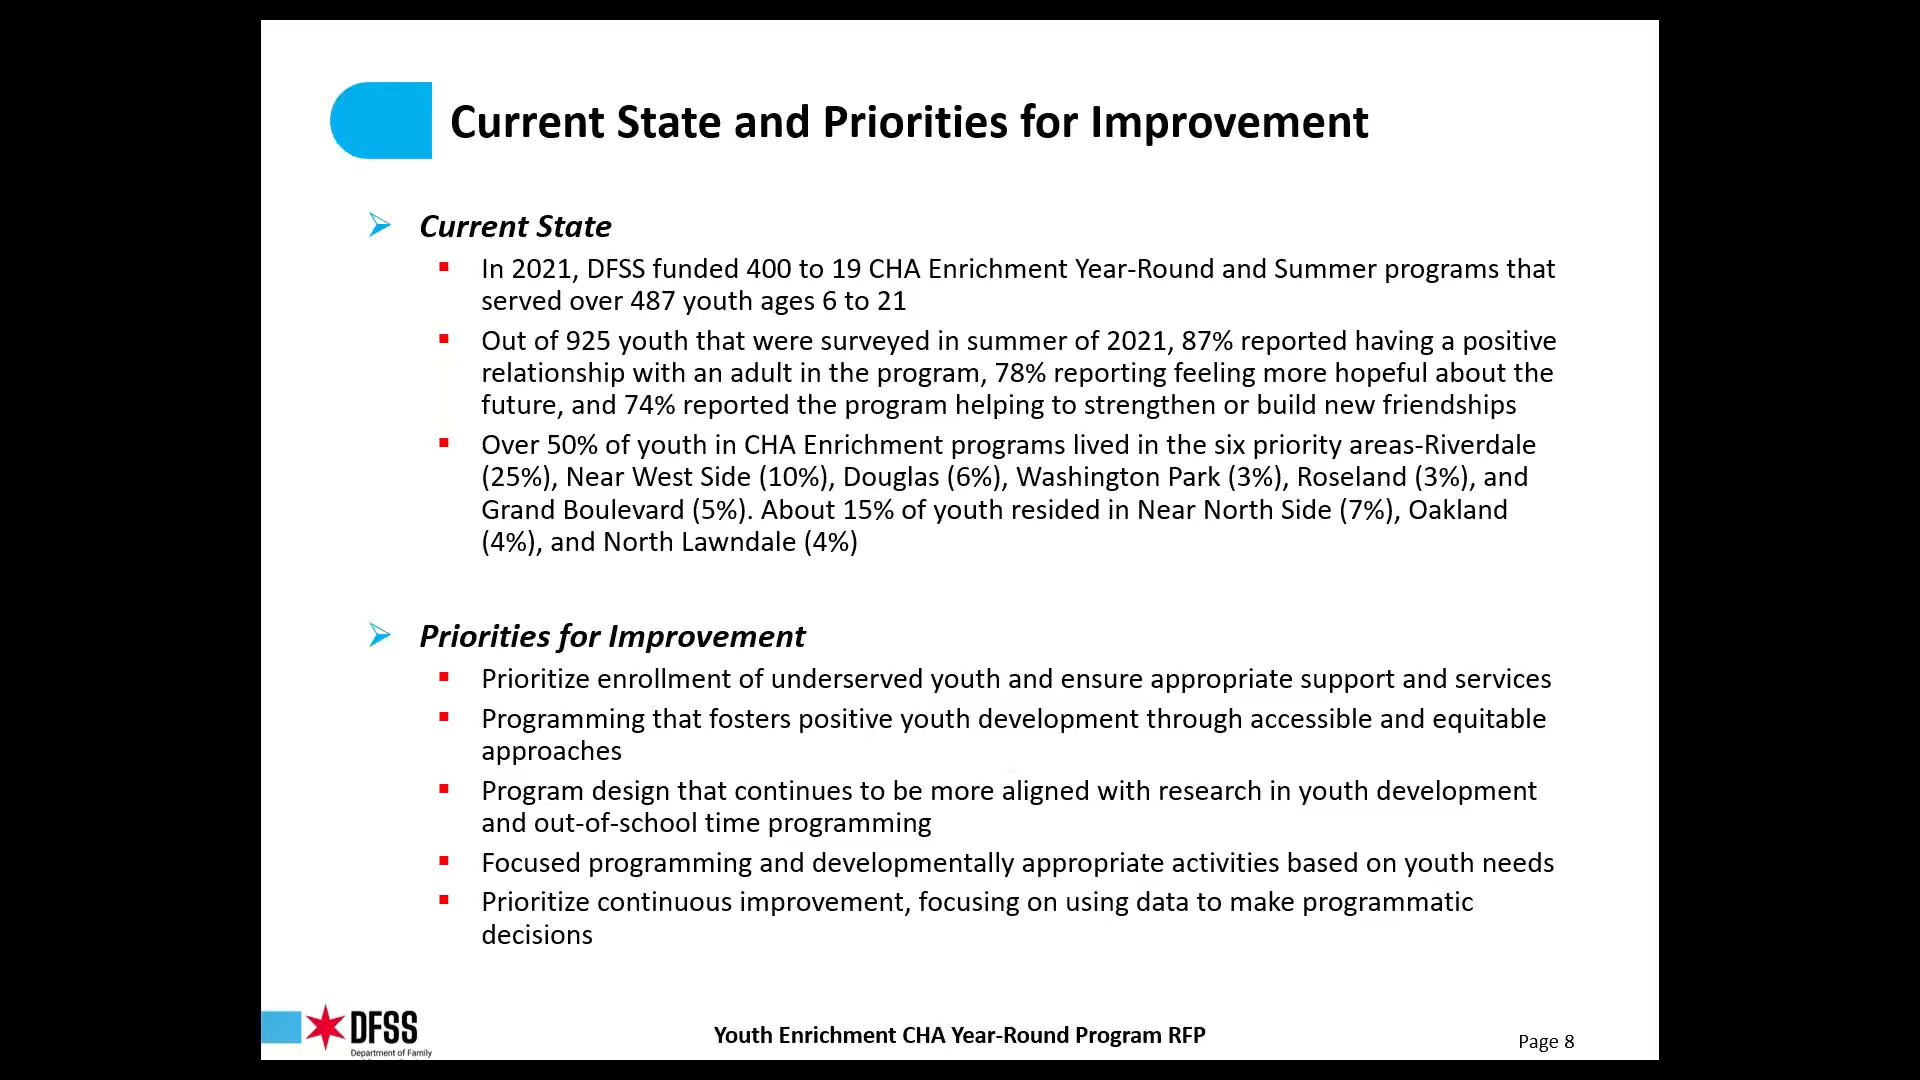 Current State and Priorities for Improvement
Current State
In 2021, DFSS funded 400 to 19 CHA Enrichment Year-Round and Summer programs that
served over 487 youth ages 6 to 21
Out of 925 youth that were surveyed in summer of 2021, 87% reported having a positive
relationship with an adult in the program, 78% reporting feeling more hopeful about the
future, and 74% reported the program helping to strengthen or build new friendships
Over 50% of youth in CHA Enrichment programs lived in the six priority areas-Riverdale
(25%), Near West Side (10%), Douglas (6%), Washington Park (3%), Roseland (3%), and
Grand Boulevard (5%). About 15% of youth resided in Near North Side (7%), Oakland
(4%), and North Lawndale (4%)
Priorities for Improvement
Prioritize enrollment of underserved youth and ensure appropriate support and services
Programming that fosters positive youth development through accessible and equitable
approaches
Program design that continues to be more aligned with research in youth development
and out-of-school time programming
Focused programming and developmentally appropriate activities based on youth needs
Prioritize continuous improvement, focusing on using data to make programmatic
decisions
DFSS
Department of Family
Youth Enrichment CHA Year-Round Program RFP
Page 8